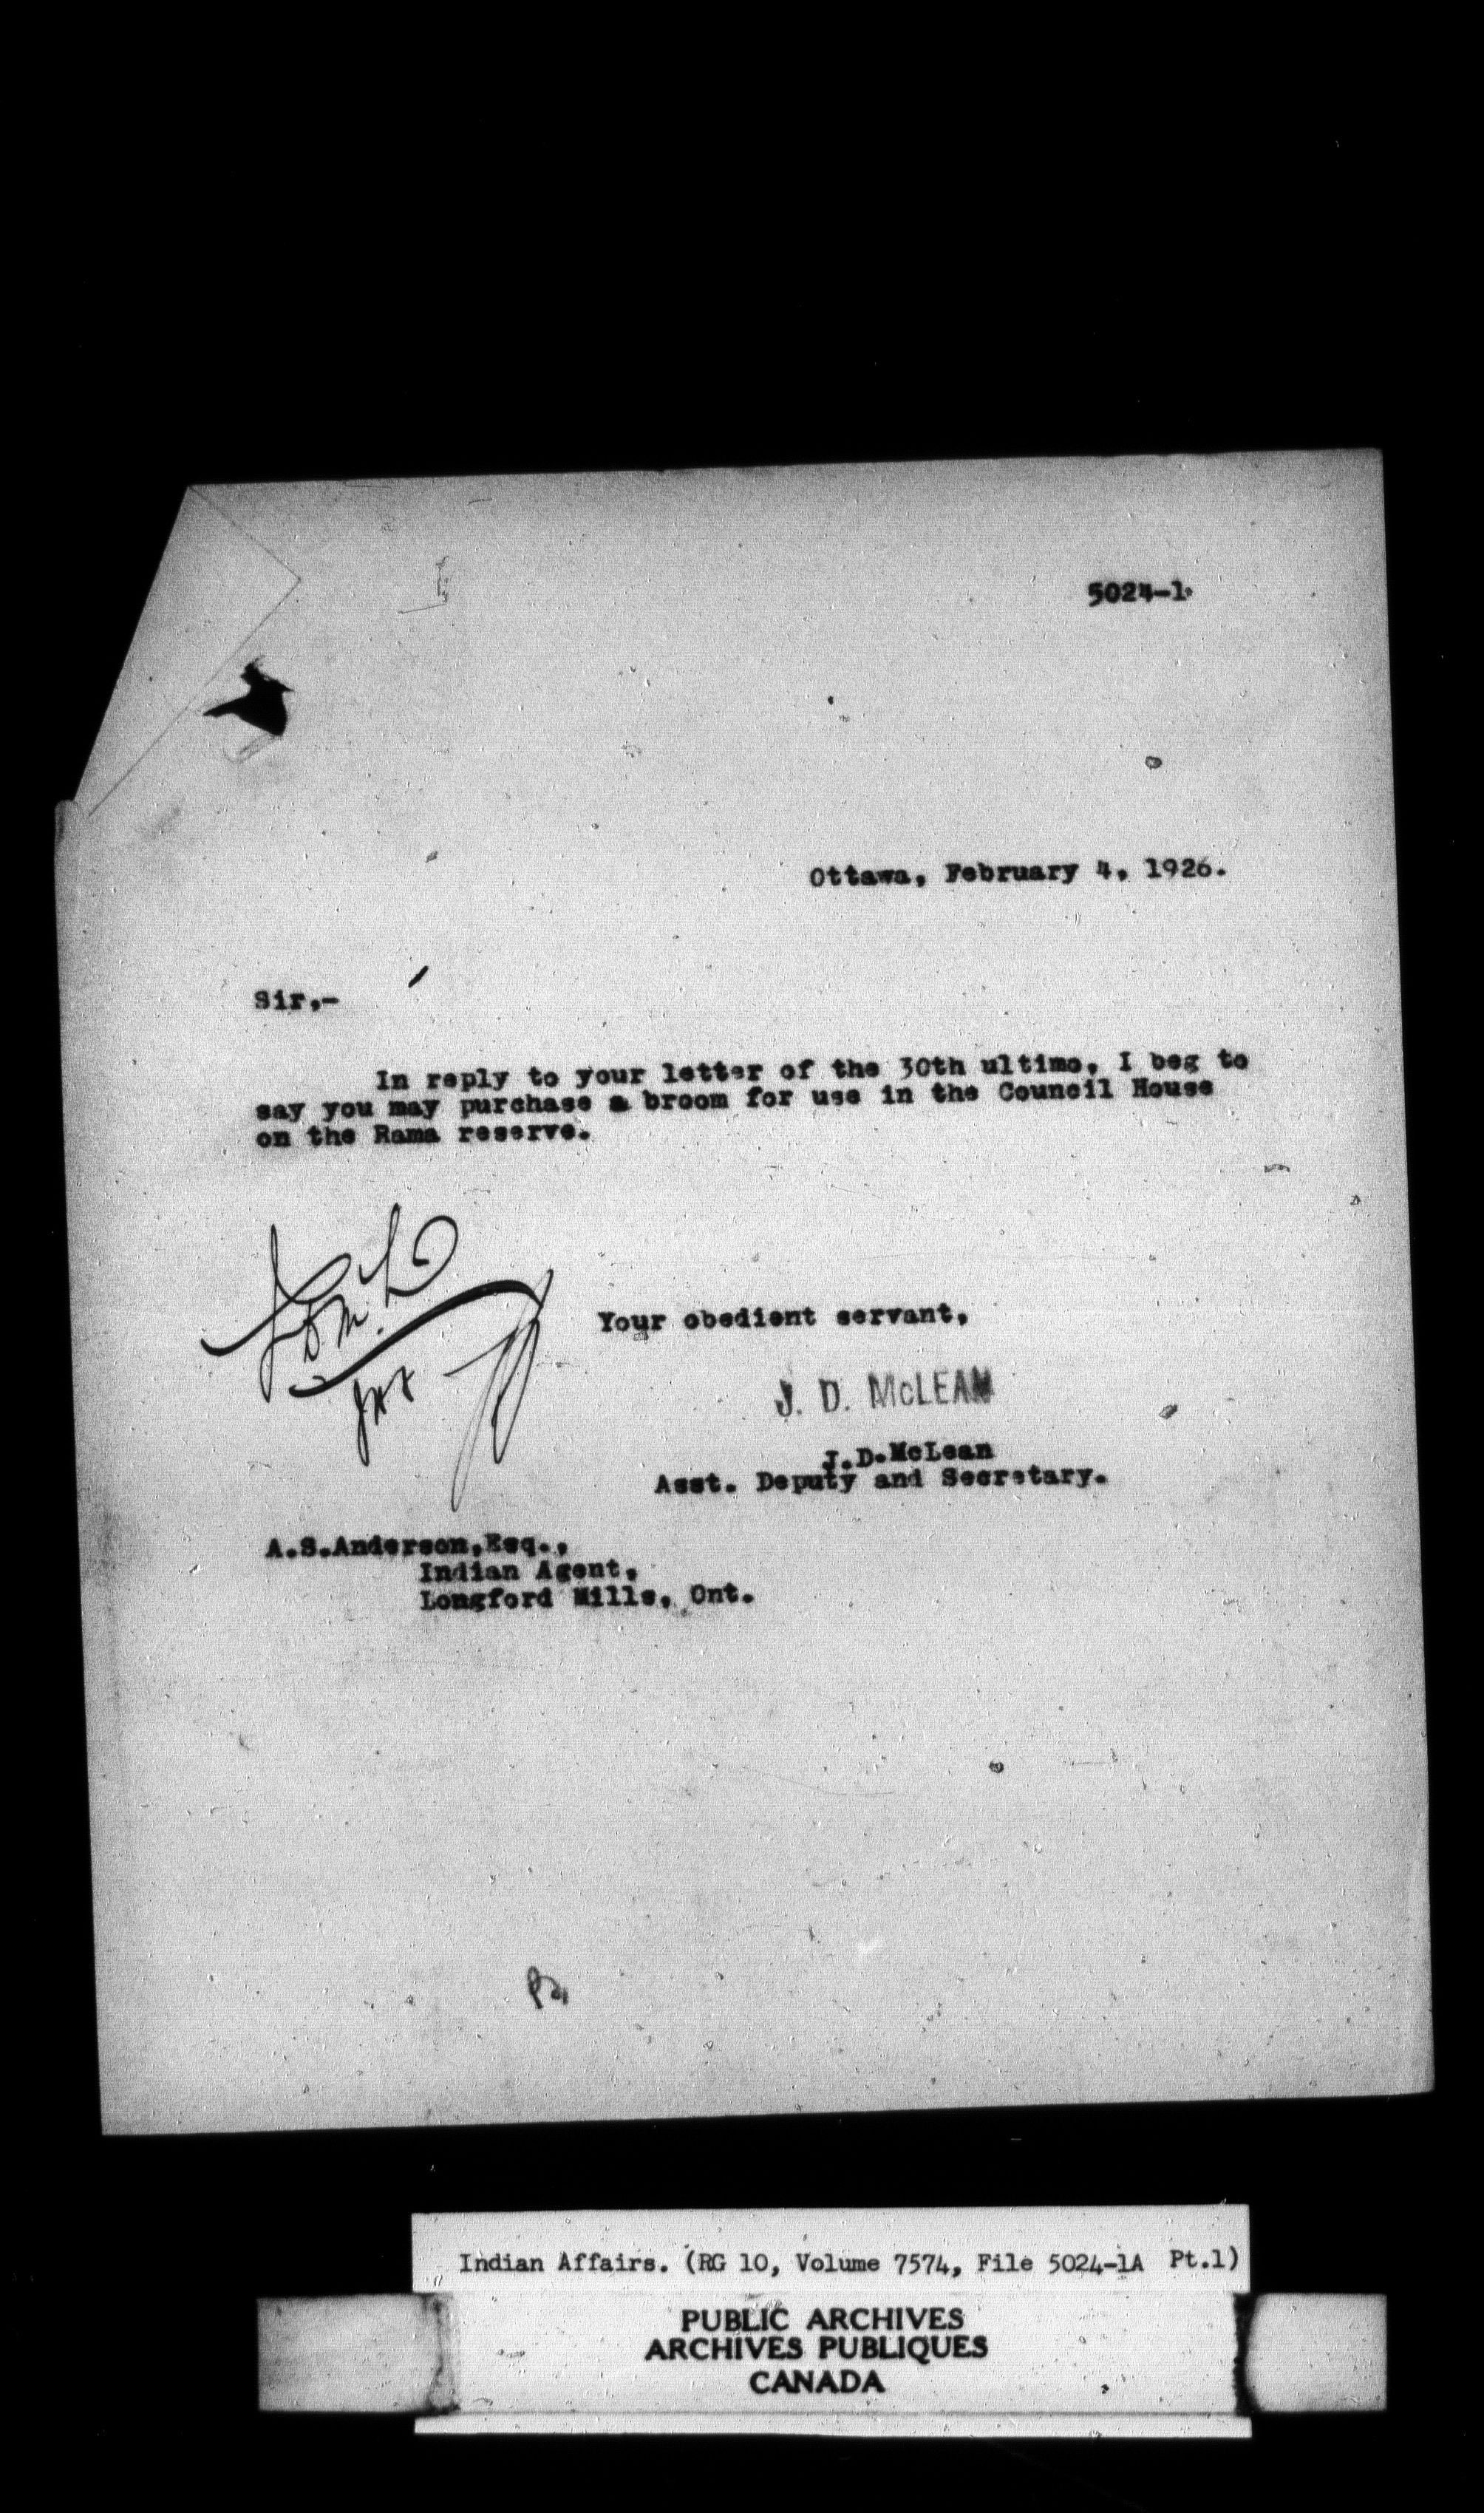 5024-1.
Ottawa, February 4, 1926.
Sir,-
In reply to your letter of the 30th ultimo, I beg to
say you may purchase a broom for use in the Council House
on the Rama reserve.
Your obedient servant,
J. D. McLEAN
J.D.McLean
Asst. Deputy and Secretary.
A.S.Anderson,Esq.,
Indian Agent,
Longford Mills, Ont.
Indian Affairs. (RG 10, Volume 7574, File 5024-1A Pt.1)
PUBLIC ARCHIVES
ARCHIVES PUBLIQUES
CANADA